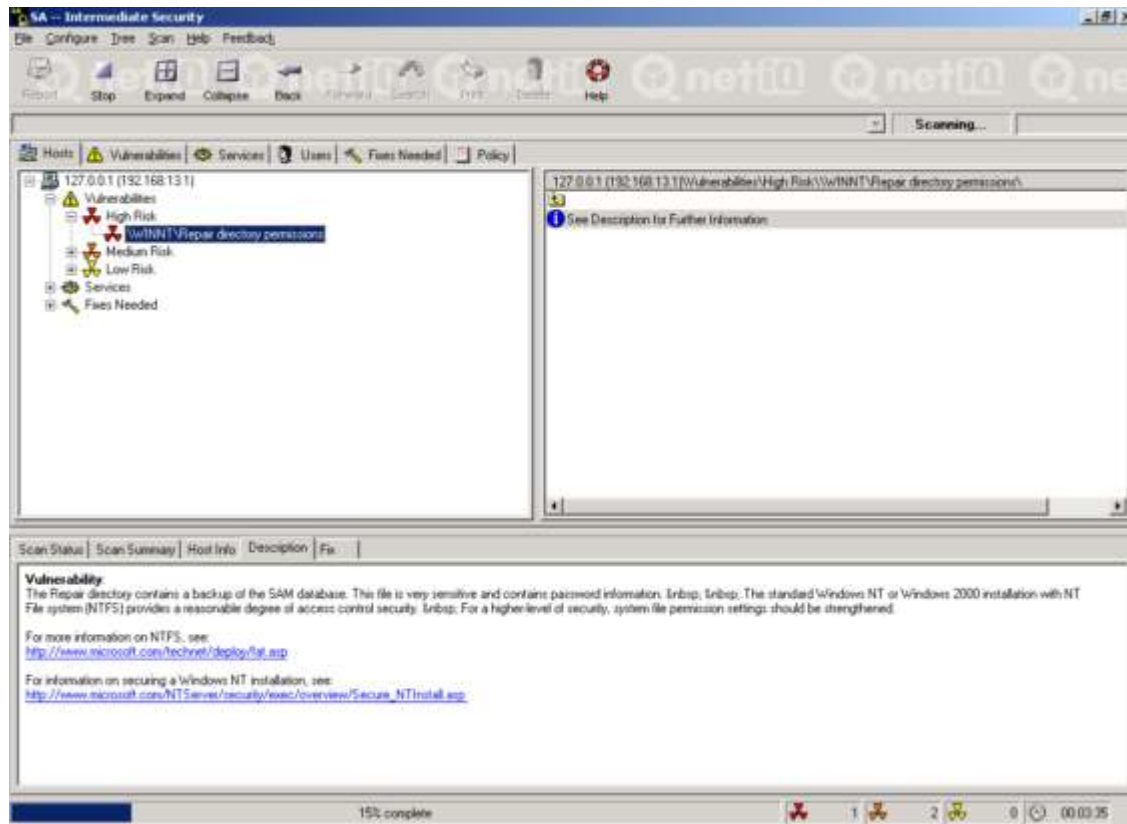 SA -- Intermediate Security
File Configure Tree Scan Help Feedback
netIQ netIQ
Report Stop Expand Collapse Back Forward Search Print Delete Help
Scanning...
Hosts Vulnerabilities Services Users Fixes Needed Policy
127.0.0.1 (192.168.13.1)
Vulnerabilities
High Risk
\WINNT\Repair directory permissions
Medium Risk
Low Risk
Services
Fixes Needed
127.0.0.1 (192.168.13.1)\Vulnerabilities\High Risk\\WINNT\Repair directory permissions\
See Description for Further Information
Scan Status Scan Summary Host Info Description Fix
Vulnerability:
The Repair directory contains a backup of the SAM database. This file is very sensitive and contains password information. &nbsp; &nbsp; The standard Windows NT or Windows 2000 installation with NT
File system (NTFS) provides a reasonable degree of access control security. &nbsp; For a higher-level of security, system file permission settings should be strengthened.
For more information on NTFS, see:
http://www.microsoft.com/technet/deploy/fat.asp
For information on securing a Windows NT installation, see:
http://www.microsoft.com/NTServer/security/exec/overview/Secure_NTInstall.asp
15% complete 1 2 0 00:03:35